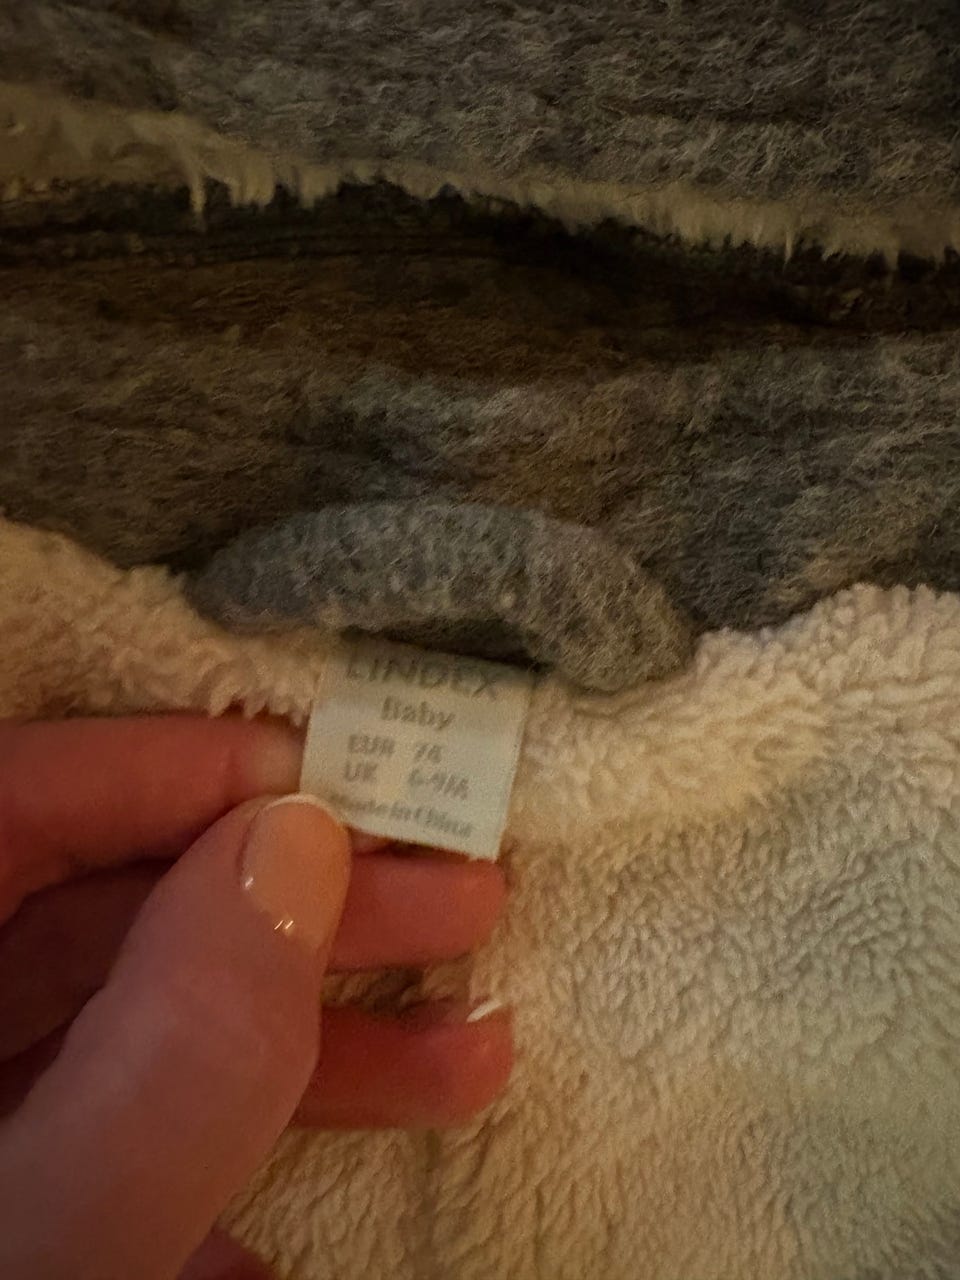 LINDEX
Baby
EUR 74
UK 6-9M
Made in China